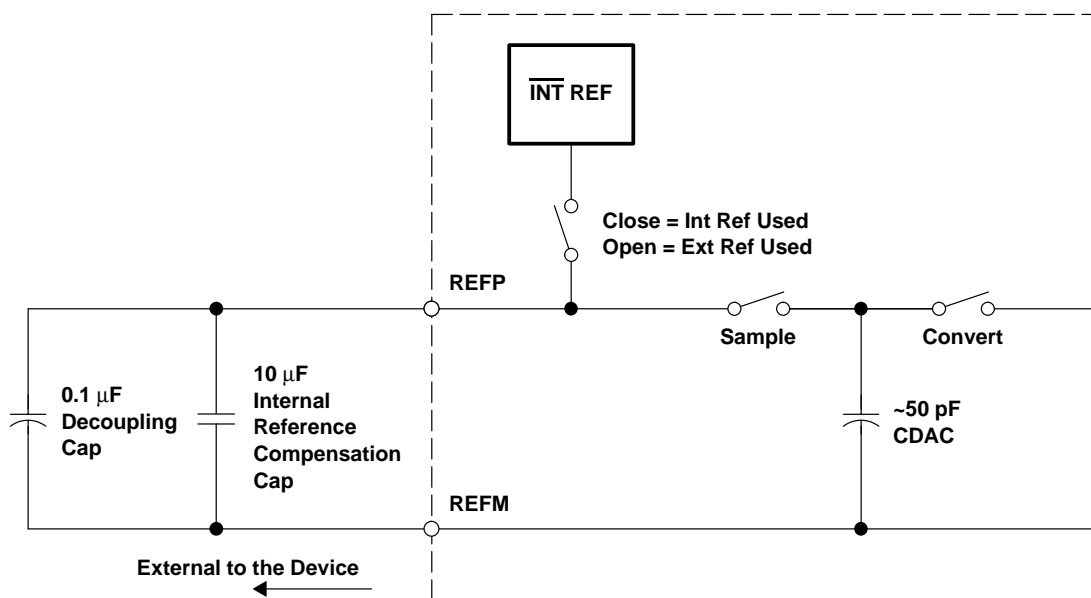 INT REF
Close = Int Ref Used
Open = Ext Ref Used
REFP
Sample
Convert
0.1 μF
Decoupling
Cap
10 μF
Internal
Reference
Compensation
Cap
~50 pF
CDAC
REFM
External to the Device